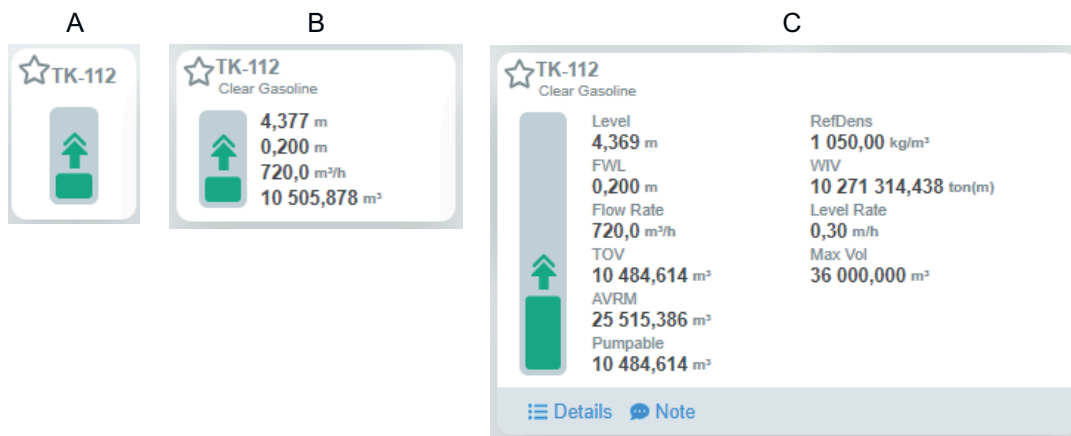 A
B
C
TK-112
TK-112
Clear Gasoline
4,377 m
0,200 m
720,0 m³/h
10 505,878 m³
TK-112
Clear Gasoline
Level
4,369 m
FWL
0,200 m
Flow Rate
720,0 m³/h
TOV
10 484,614 m³
AVRM
25 515,386 m³
Pumpable
10 484,614 m³
RefDens
1 050,00 kg/m³
WIV
10 271 314,438 ton(m)
Level Rate
0,30 m/h
Max Vol
36 000,000 m³
Details
Note